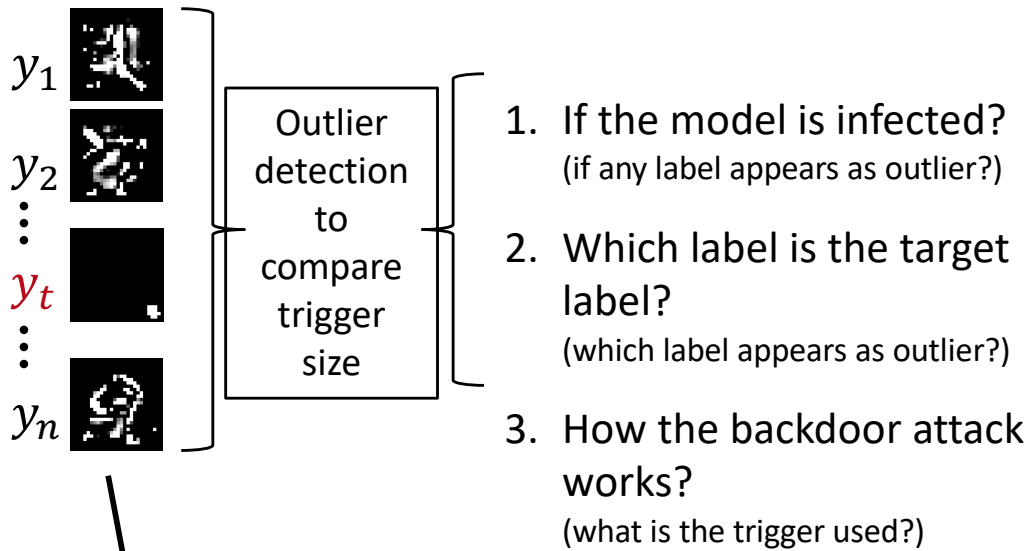 y₁
y₂
⋮
yₜ
⋮
yₙ
Outlier
detection
to
compare
trigger
size
1. If the model is infected?
(if any label appears as outlier?)
2. Which label is the target
label?
(which label appears as outlier?)
3. How the backdoor attack
works?
(what is the trigger used?)